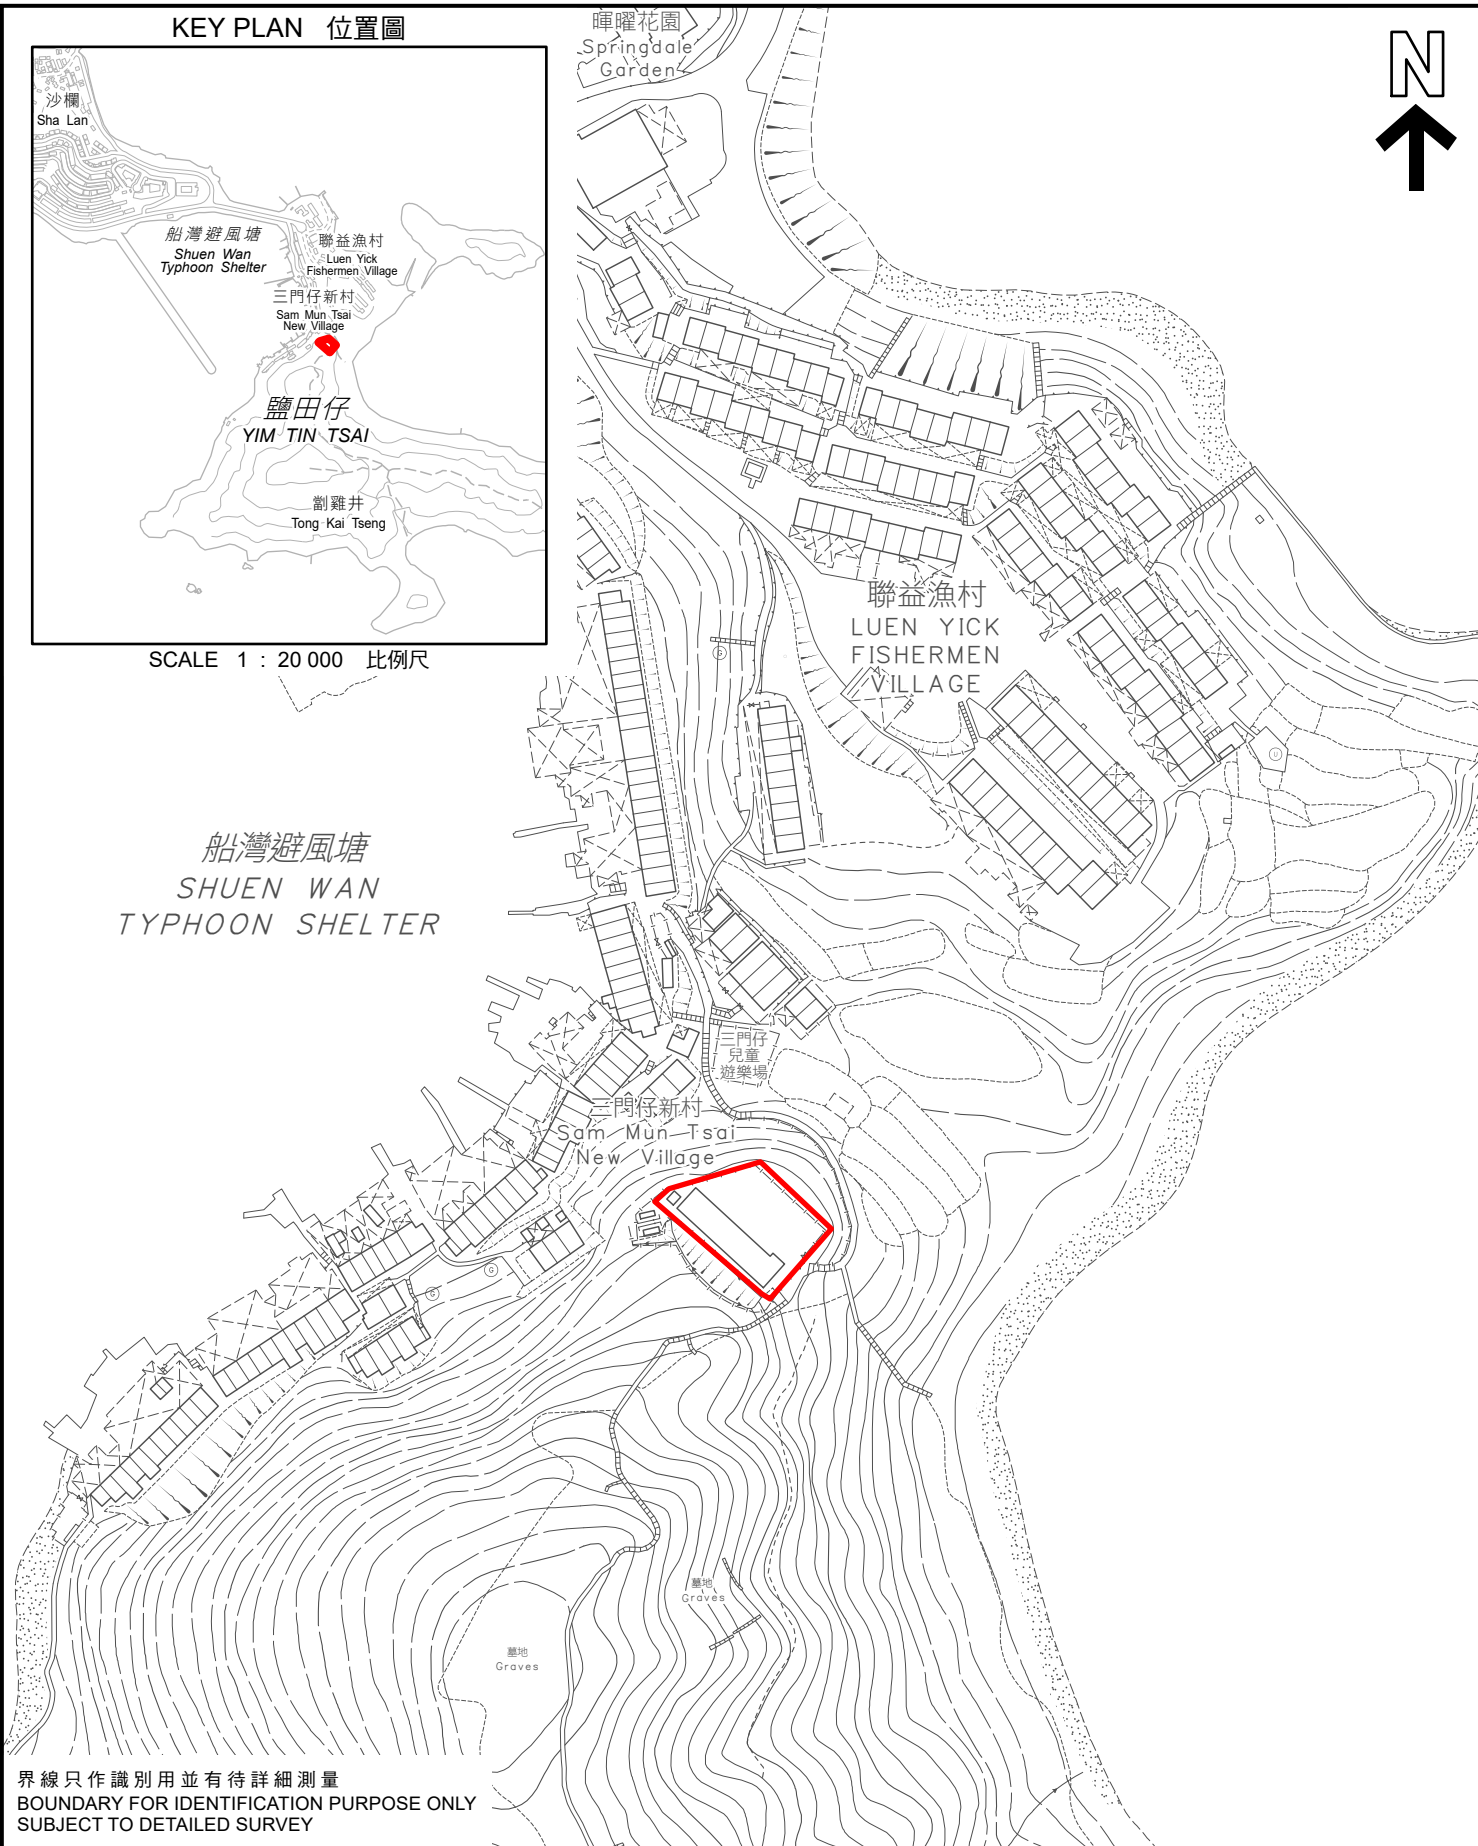 KEY PLAN 位置圖
沙欄
Sha Lan
船灣避風塘
Shuen Wan
Typhoon Shelter
聯益漁村
Luen Yick
Fishermen Village
三門仔新村
Sam Mun Tsai
New Village
鹽田仔
YIM TIN TSAI
劏雞井
Tong Kai Tseng
SCALE 1 : 20 000 比例尺
暉曜花園
Springdale
Garden
N
聯益漁村
LUEN YICK
FISHERMEN
VILLAGE
G
U
船灣避風塘
SHUEN WAN
TYPHOON SHELTER
三門仔
兒童
遊樂場
三門仔新村
Sam Mun Tsai
New Village
G
G
墓地
Graves
墓地
Graves
界線只作識別用並有待詳細測量
BOUNDARY FOR IDENTIFICATION PURPOSE ONLY
SUBJECT TO DETAILED SURVEY